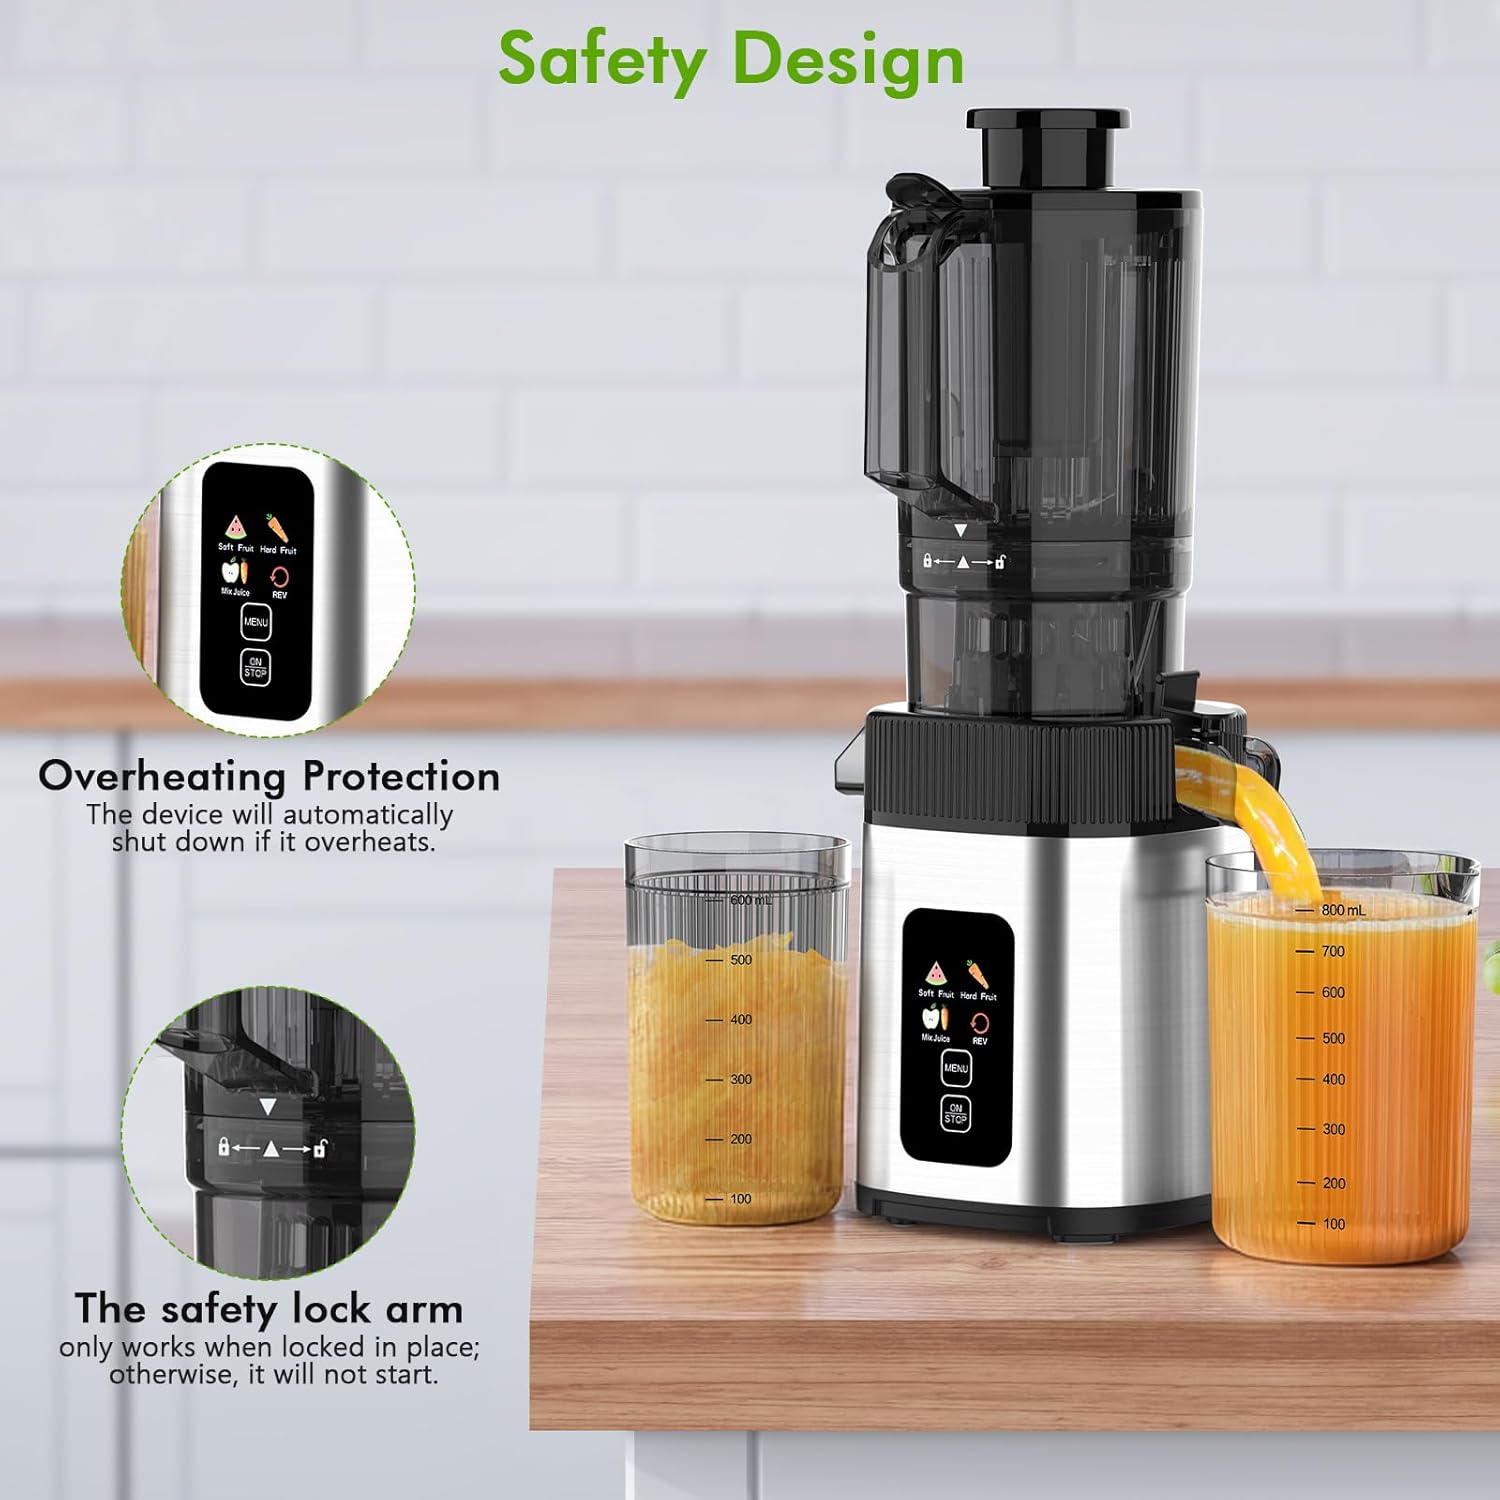 Safety Design
Soft Fruit Hard Fruit
Mix Juice REV
MENU
ON
STOP
Overheating Protection
The device will automatically
shut down if it overheats.
The safety lock arm
only works when locked in place;
otherwise, it will not start.
600 mL
500
400
300
200
100
Soft Fruit Hard Fruit
Mix Juice REV
MENU
ON
STOP
800 mL
700
600
500
400
300
200
100